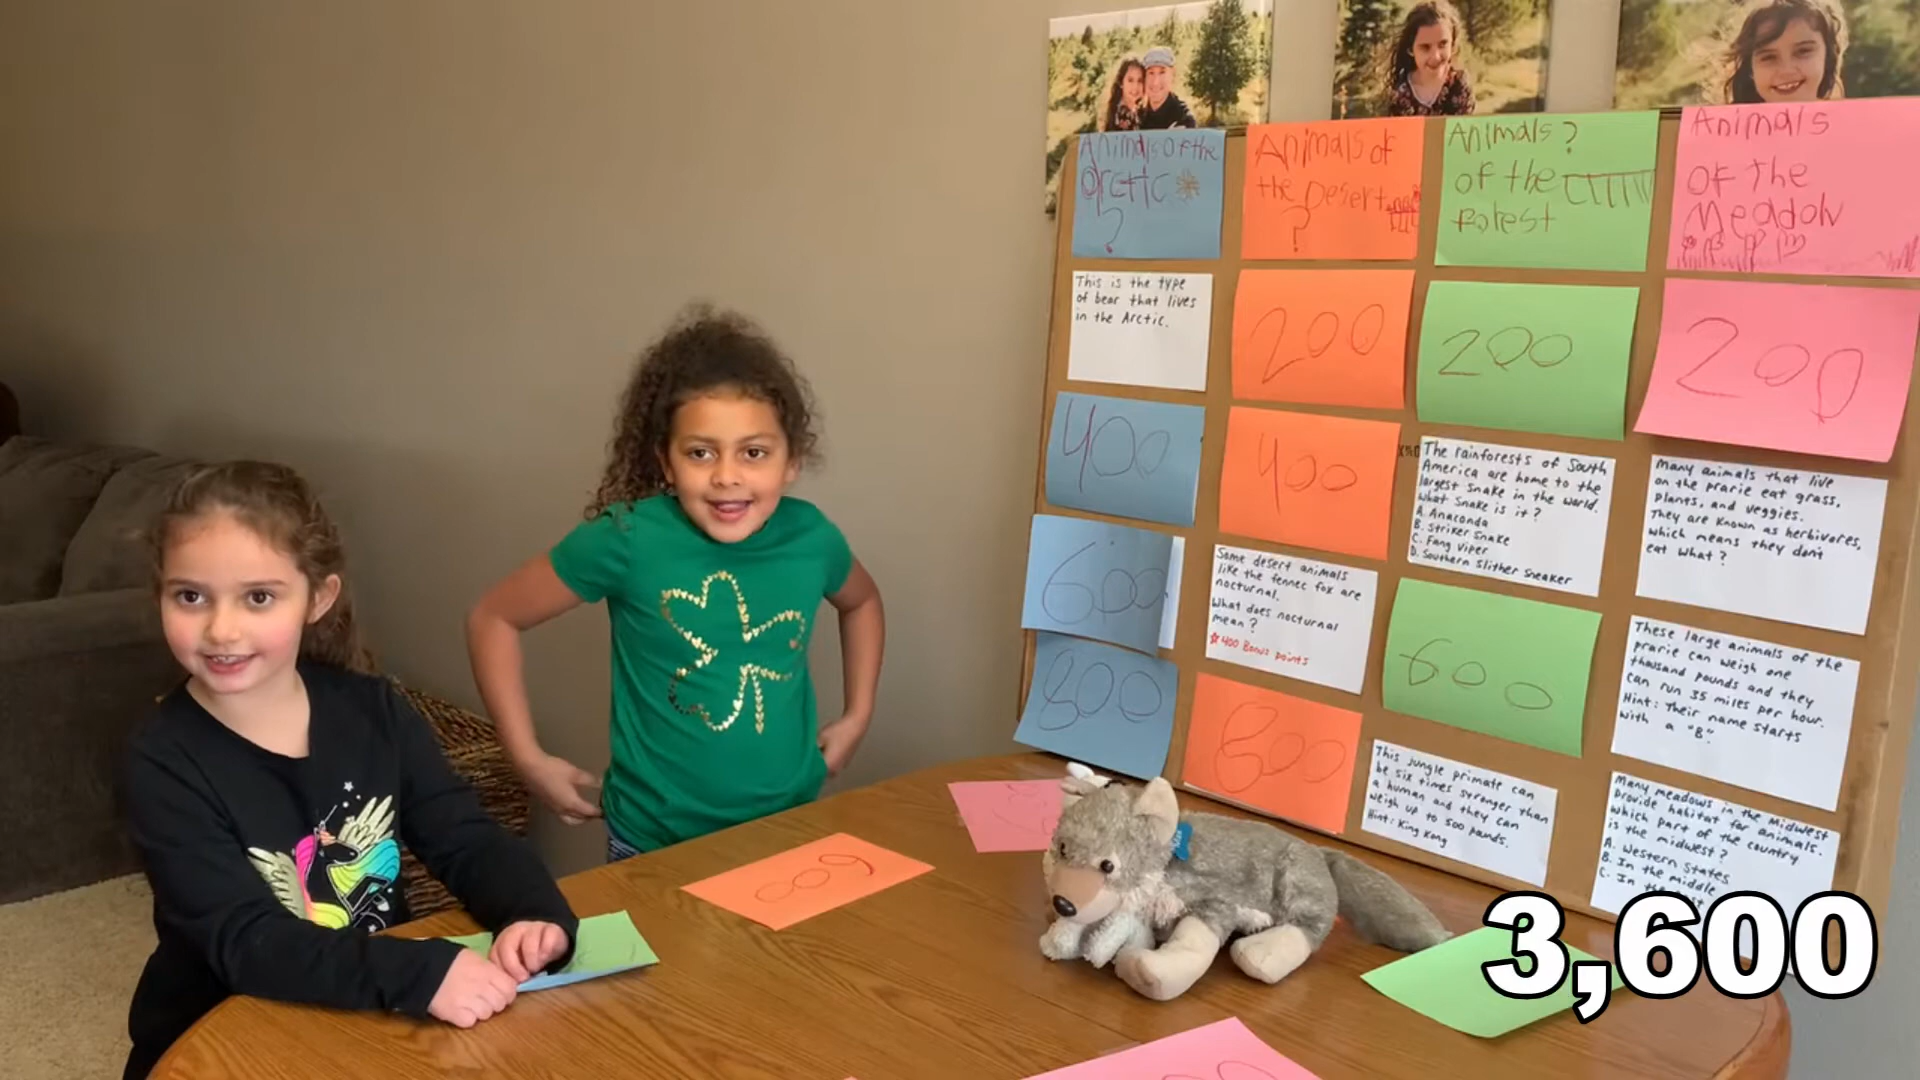 Animals Of the
Arctic
?
Animals of
the Desert
?
Animals?
of the
forest
Animals
OF The
Meadow
This is the type
of bear that lives
in the Arctic.
200
200
200
400
400
The rainforests of South
America are home to the
largest snake in the world.
What snake is it?
A. Anaconda
B. Striker Snake
C. Fang Viper
D. Southern Slither Sneaker
Many animals that live
on the prarie eat grass,
plants, and veggies.
They are known as herbivores,
which means they don't
eat what?
600
Some desert animals
like the fennec fox are
nocturnal.
What does nocturnal
mean?
400 Bonus points
600
These large animals of the
prarie can weigh one
thousand pounds and they
can run 35 miles per hour.
Hint: Their name starts
with a "B".
800
800
This jungle primate can
be six times stronger than
a human and they can
weigh up to 500 pounds.
Hint: King Kong
Many meadows in the Midwest
provide habitat for animals.
Which part of the country
is the midwest?
A. Western States
B. In the middle
C. In the
600
3,600